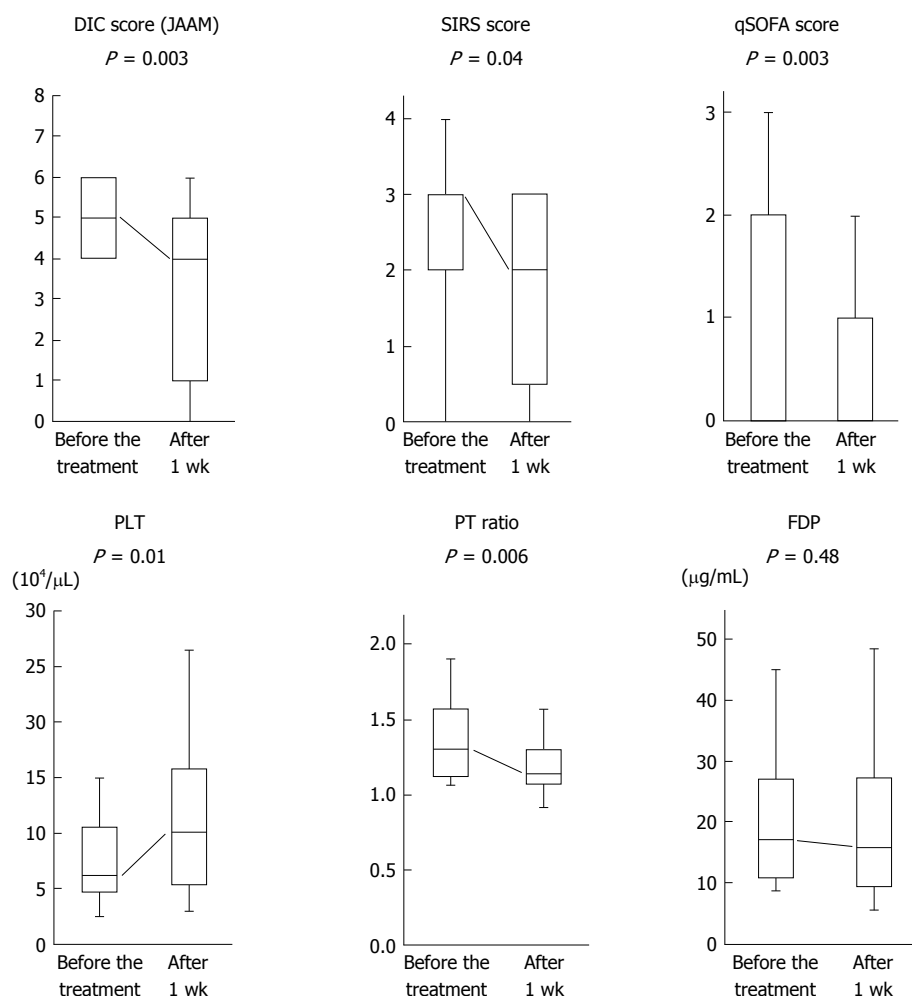 DIC score (JAAM)
P = 0.003
8
7
6
5
4
3
2
1
0
Before the
treatment
After
1 wk
SIRS score
P = 0.04
4
3
2
1
0
Before the
treatment
After
1 wk
qSOFA score
P = 0.003
3
2
1
0
Before the
treatment
After
1 wk
PLT
P = 0.01
(10⁴/μL)
30
25
20
15
10
5
0
Before the
treatment
After
1 wk
PT ratio
P = 0.006
2.0
1.5
1.0
0.5
0.0
Before the
treatment
After
1 wk
FDP
P = 0.48
(μg/mL)
50
40
30
20
10
0
Before the
treatment
After
1 wk